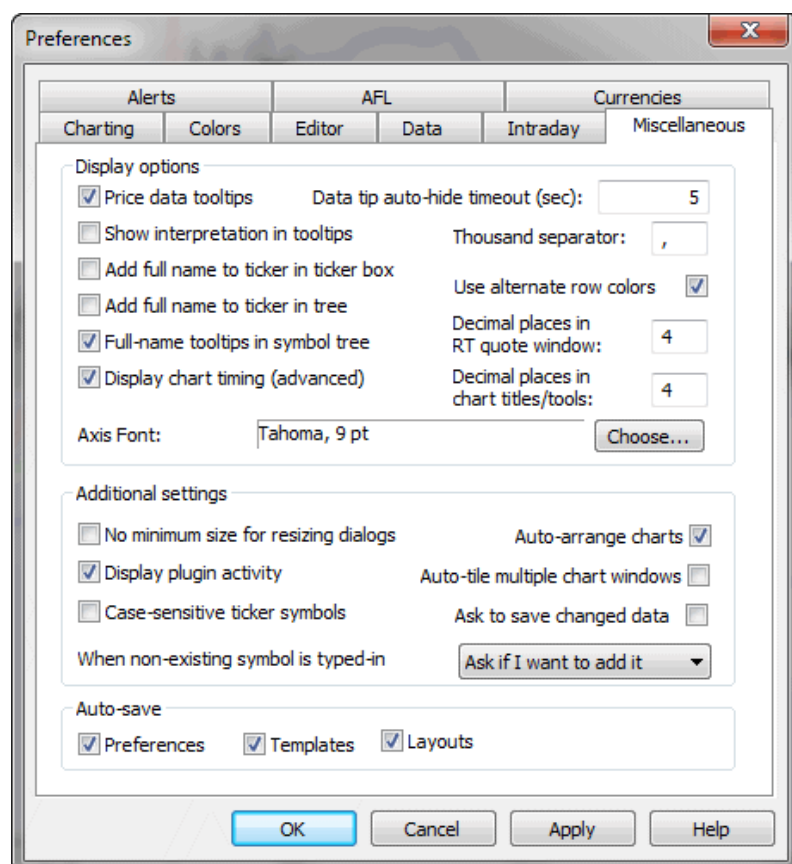 Preferences
Alerts AFL Currencies
Charting Colors Editor Data Intraday Miscellaneous
Display options
Price data tooltips Data tip auto-hide timeout (sec): 5
Show interpretation in tooltips Thousand separator: ,
Add full name to ticker in ticker box
Use alternate row colors
Add full name to ticker in tree
Full-name tooltips in symbol tree Decimal places in
RT quote window: 4
Display chart timing (advanced) Decimal places in
chart titles/tools: 4
Axis Font: Tahoma, 9 pt Choose...
Additional settings
No minimum size for resizing dialogs Auto-arrange charts
Display plugin activity Auto-tile multiple chart windows
Case-sensitive ticker symbols Ask to save changed data
When non-existing symbol is typed-in Ask if I want to add it
Auto-save
Preferences Templates Layouts
OK Cancel Apply Help